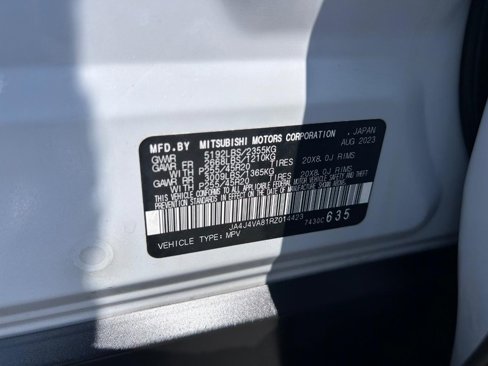 MFD.BY MITSUBISHI MOTORS CORPORATION, JAPAN
GVWR 5192LBS/2355KG AUG 2023
GAWR FR 2668LBS/1210KG
WITH P255/45R20 TIRES 20X8.0J RIMS
GAWR RR 3009LBS/1365KG
WITH P255/45R20 TIRES 20X8.0J RIMS
THIS VEHICLE CONFORMS TO ALL APPLICABLE FEDERAL MOTOR VEHICLE SAFETY AND THEFT
PREVENTION STANDARDS IN EFFECT ON THE DATE OF MANUFACTURE SHOWN ABOVE.
JA4J4VA81RZ014423
VEHICLE TYPE: MPV 7430C 635